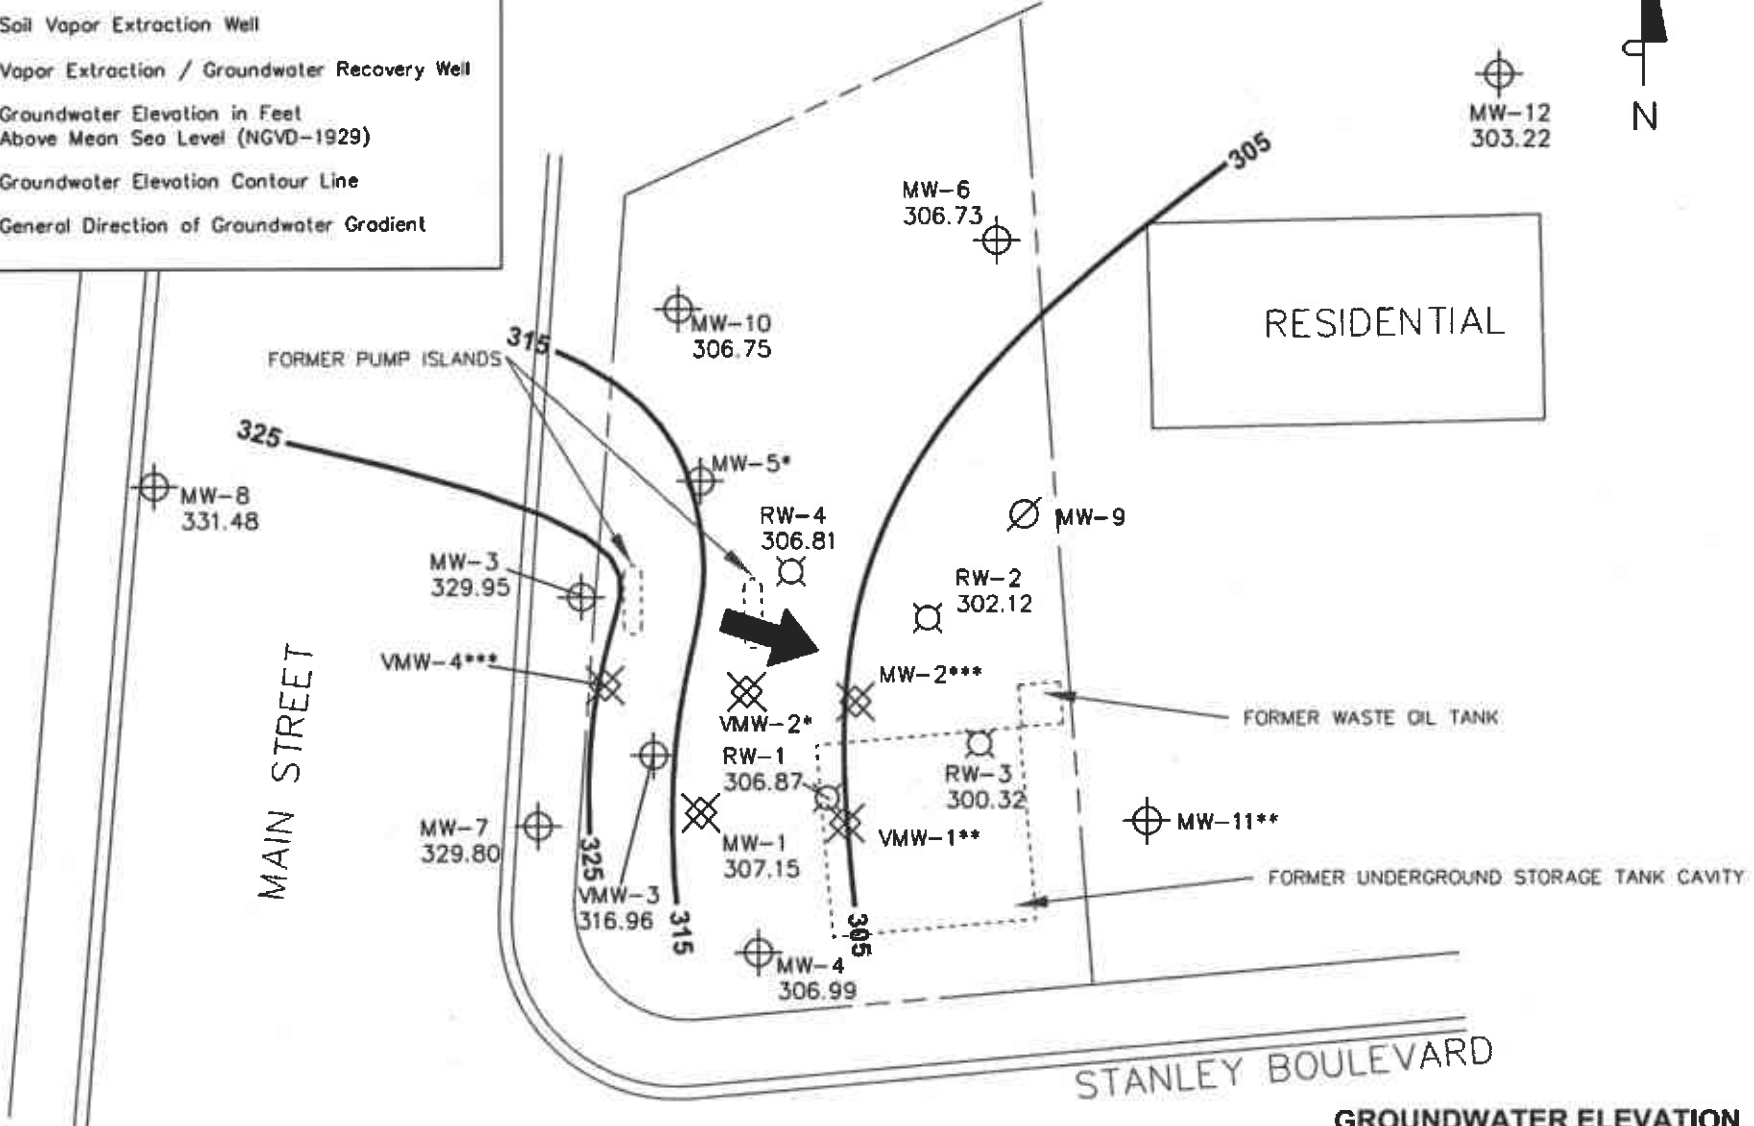 Soil Vapor Extraction Well
Vapor Extraction / Groundwater Recovery Well
Groundwater Elevation in Feet
Above Mean Sea Level (NGVD-1929)
Groundwater Elevation Contour Line
General Direction of Groundwater Gradient
N
MW-12
303.22
305
MW-6
306.73
RESIDENTIAL
MW-10
306.75
315
FORMER PUMP ISLANDS
325
MW-5*
MW-8
331.48
RW-4
306.81
MW-9
MW-3
329.95
RW-2
302.12
VMW-4***
MW-2***
VMW-2*
FORMER WASTE OIL TANK
MAIN STREET
RW-1
306.87
RW-3
300.32
MW-7
329.80
MW-1
307.15
VMW-1**
MW-11**
325
VMW-3
316.96
FORMER UNDERGROUND STORAGE TANK CAVITY
315
305
MW-4
306.99
STANLEY BOULEVARD
GROUNDWATER ELEVATION